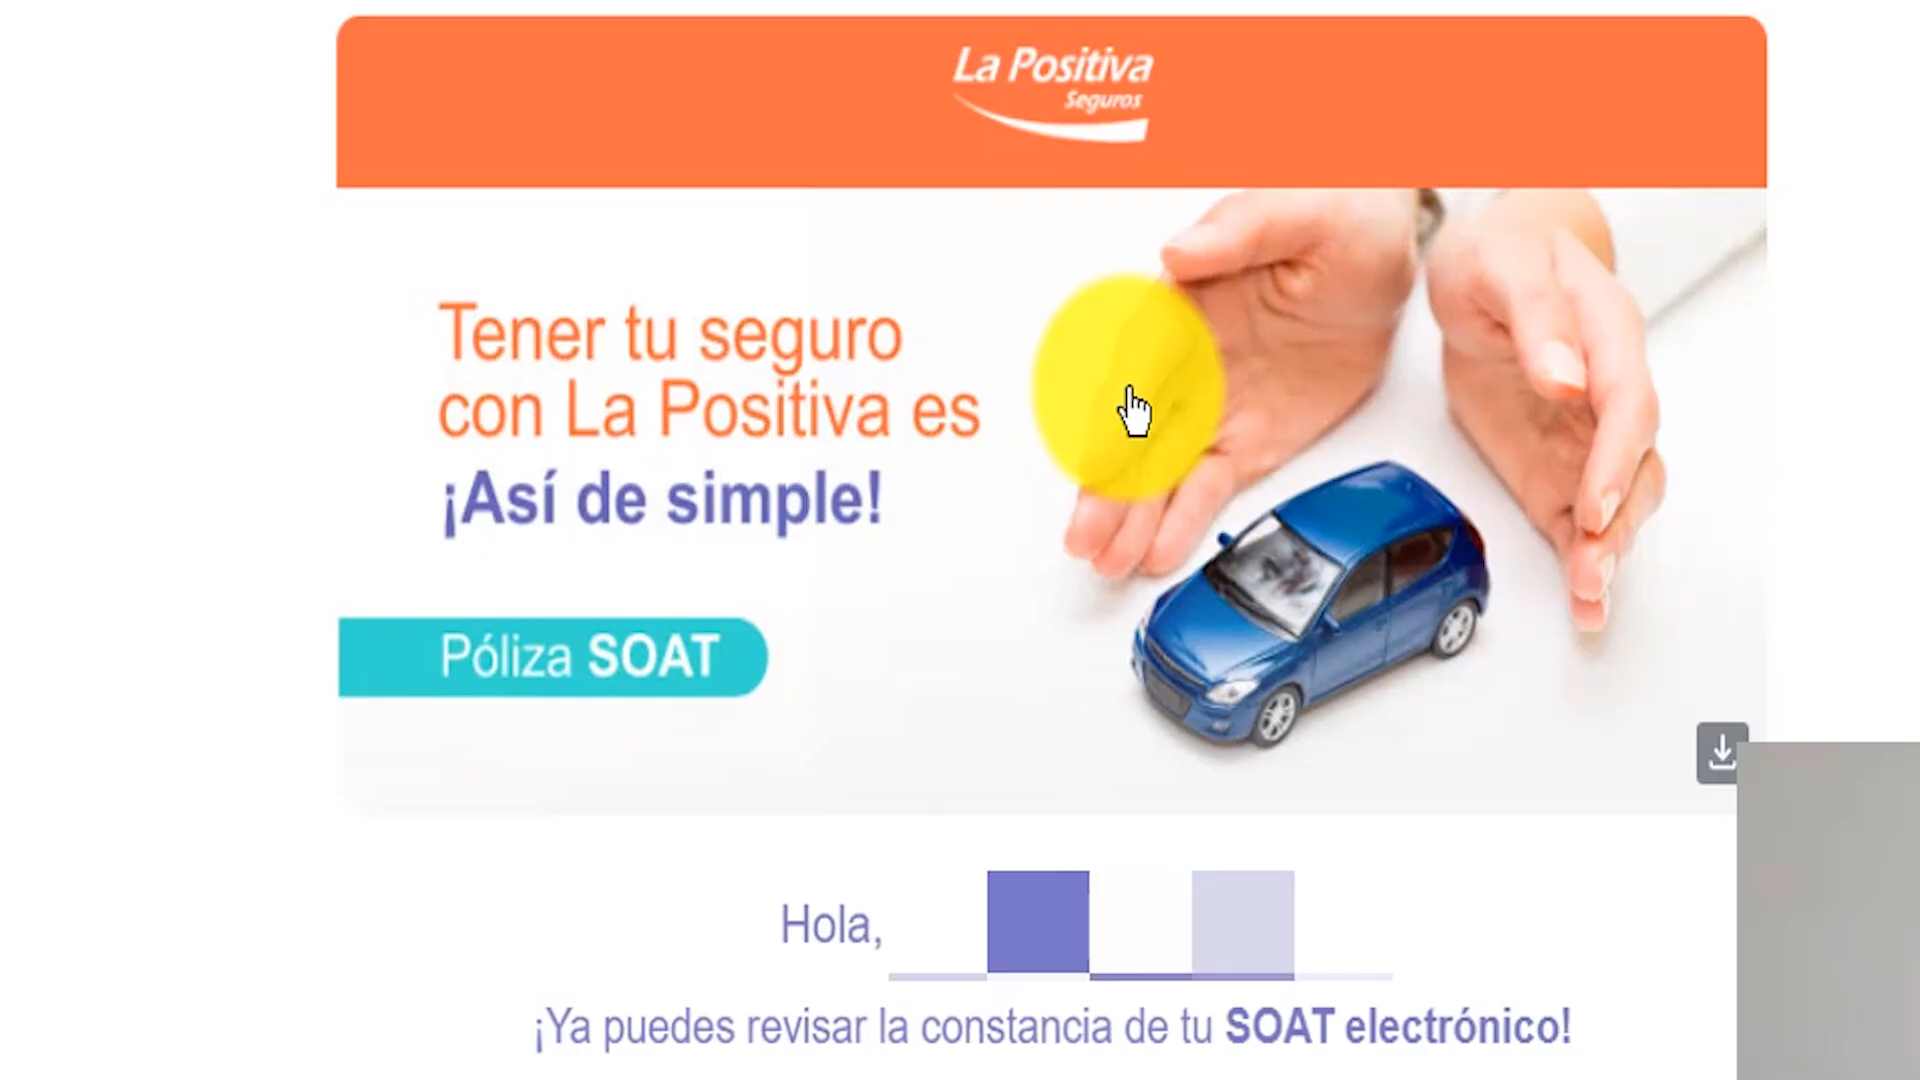 La Positiva
Seguros
Tener tu seguro
con La Positiva es
¡Así de simple!
Póliza SOAT
Hola,
¡Ya puedes revisar la constancia de tu SOAT electrónico!